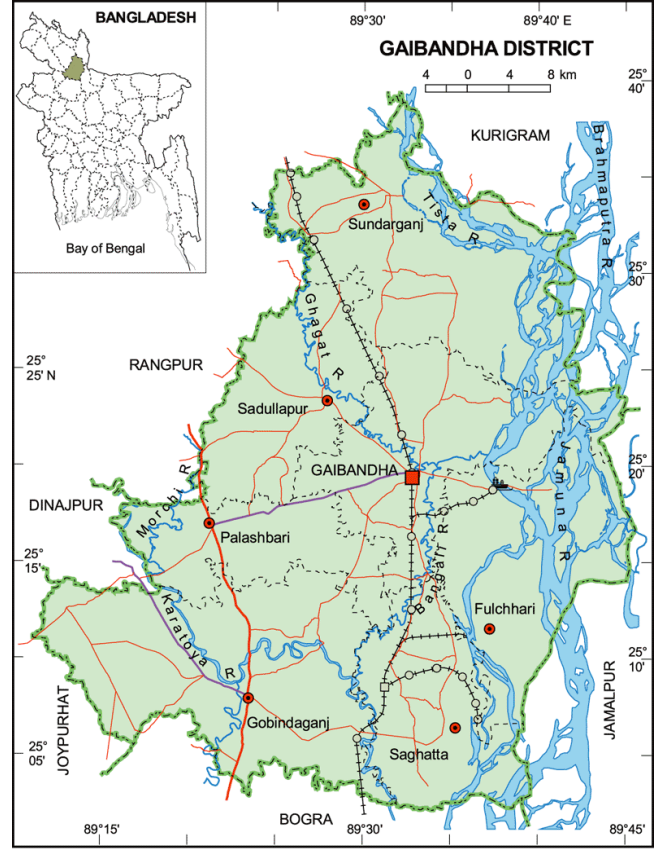 BANGLADESH
Bay of Bengal
89°30'
89°40' E
GAIBANDHA DISTRICT
4 0 4 8 km
25°
40'
KURIGRAM
Brahmaputra R
Tista R
Sundarganj
25°
30'
Ghagat R
25°
25' N
RANGPUR
Sadullapur
GAIBANDHA
25°
20'
Jamuna R
DINAJPUR
Morobi R
Palashbari
25°
15'
Bangali R
Fulchhari
Karatoya R
25°
10'
JOYPURHAT
Gobindaganj
JAMALPUR
25°
05'
Saghatta
BOGRA
89°15'
89°30'
89°45'